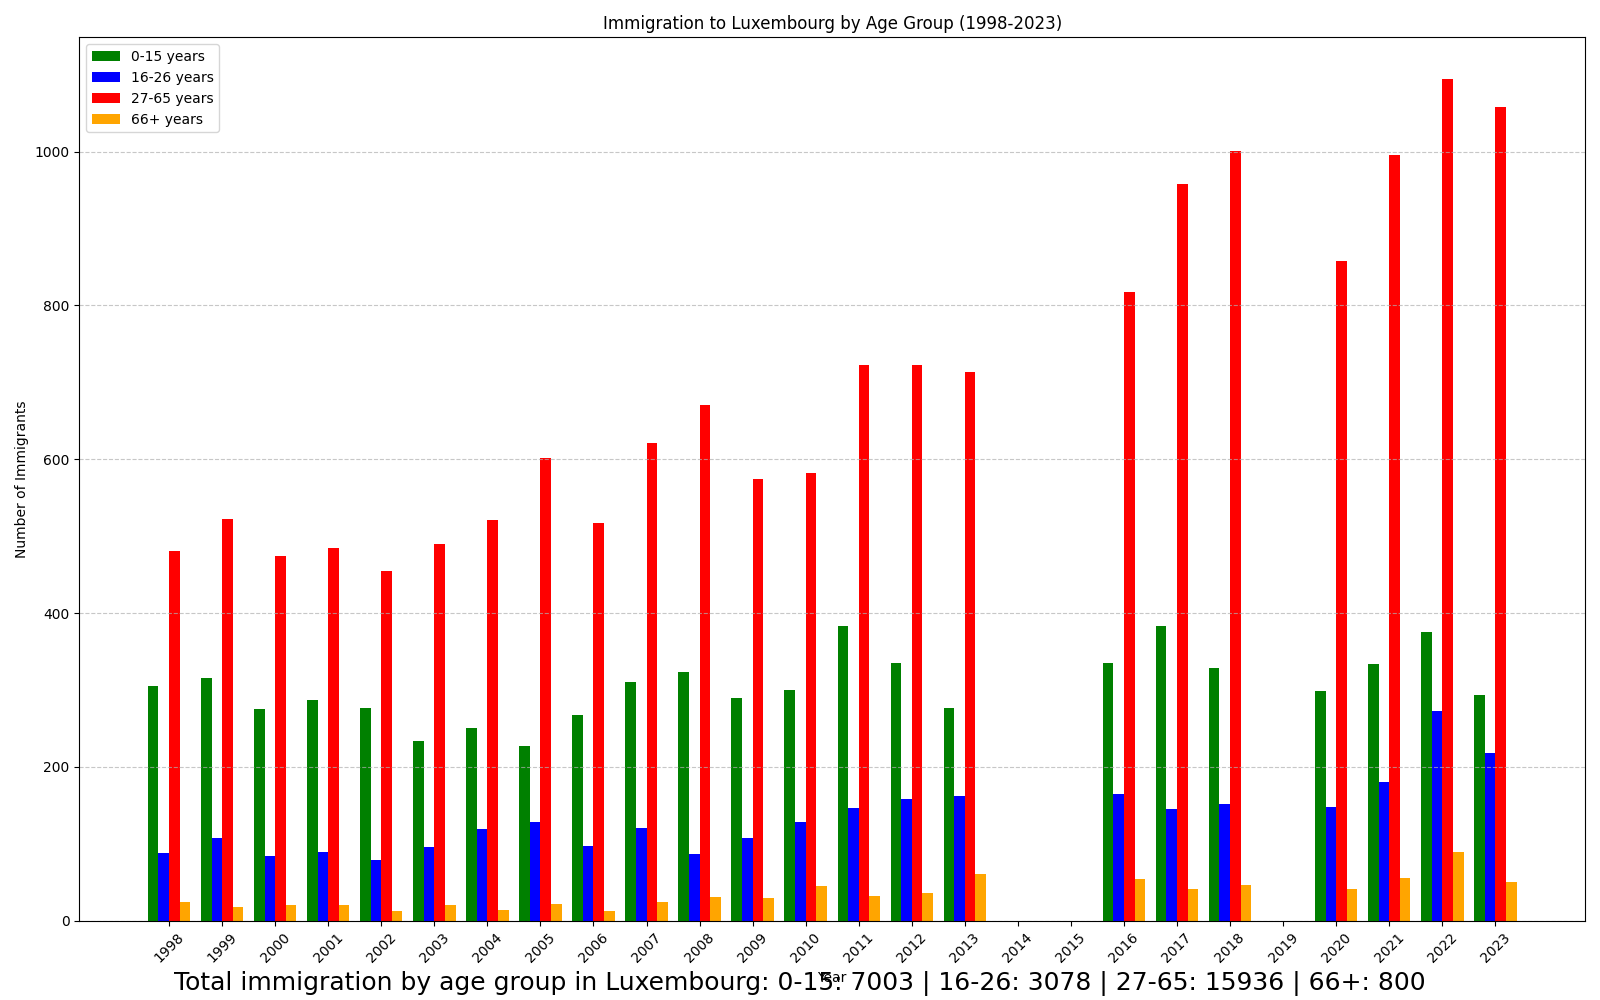 Immigration to Luxembourg by Age Group (1998-2023)
0-15 years
16-26 years
27-65 years
66+ years
Number of Immigrants
1000
800
600
400
200
0
1998 1999 2000 2001 2002 2003 2004 2005 2006 2007 2008 2009 2010 2011 2012 2013 2014 2015 2016 2017 2018 2019 2020 2021 2022 2023
Year
Total immigration by age group in Luxembourg: 0-15: 7003 | 16-26: 3078 | 27-65: 15936 | 66+: 800